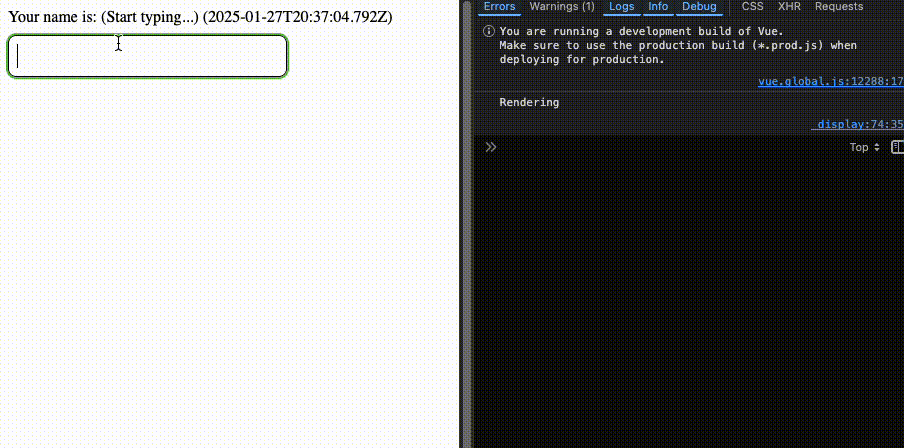 Your name is: (Start typing...) (2025-01-27T20:37:04.792Z)
Errors Warnings (1) Logs Info Debug CSS XHR Requests
You are running a development build of Vue.
Make sure to use the production build (*.prod.js) when
deploying for production.
vue.global.js:12288:17
Rendering
_display:74:35
Top